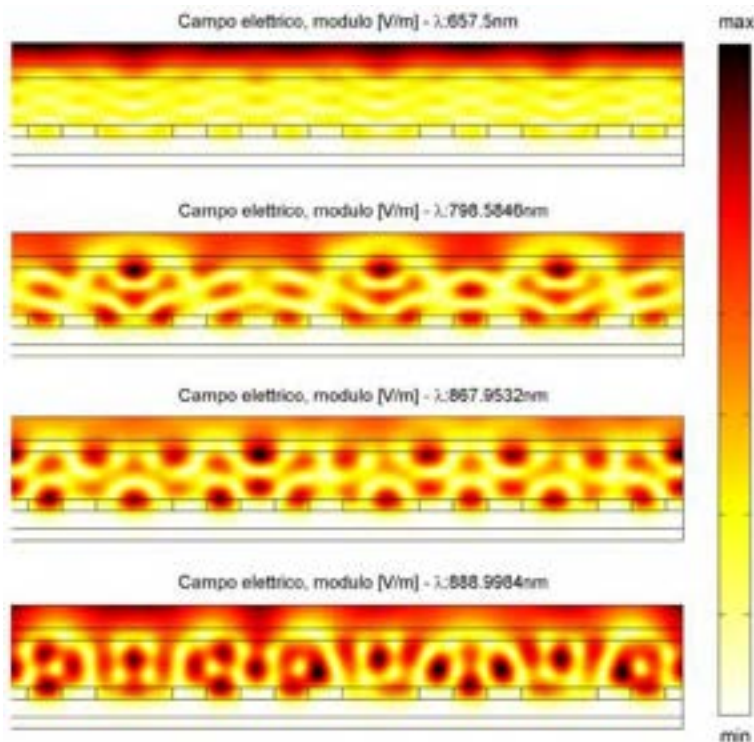 Campo elettrico, modulo [V/m] - λ:657.5nm
max
Campo elettrico, modulo [V/m] - λ:798.5846nm
Campo elettrico, modulo [V/m] - λ:867.9532nm
Campo elettrico, modulo [V/m] - λ:888.9984nm
min